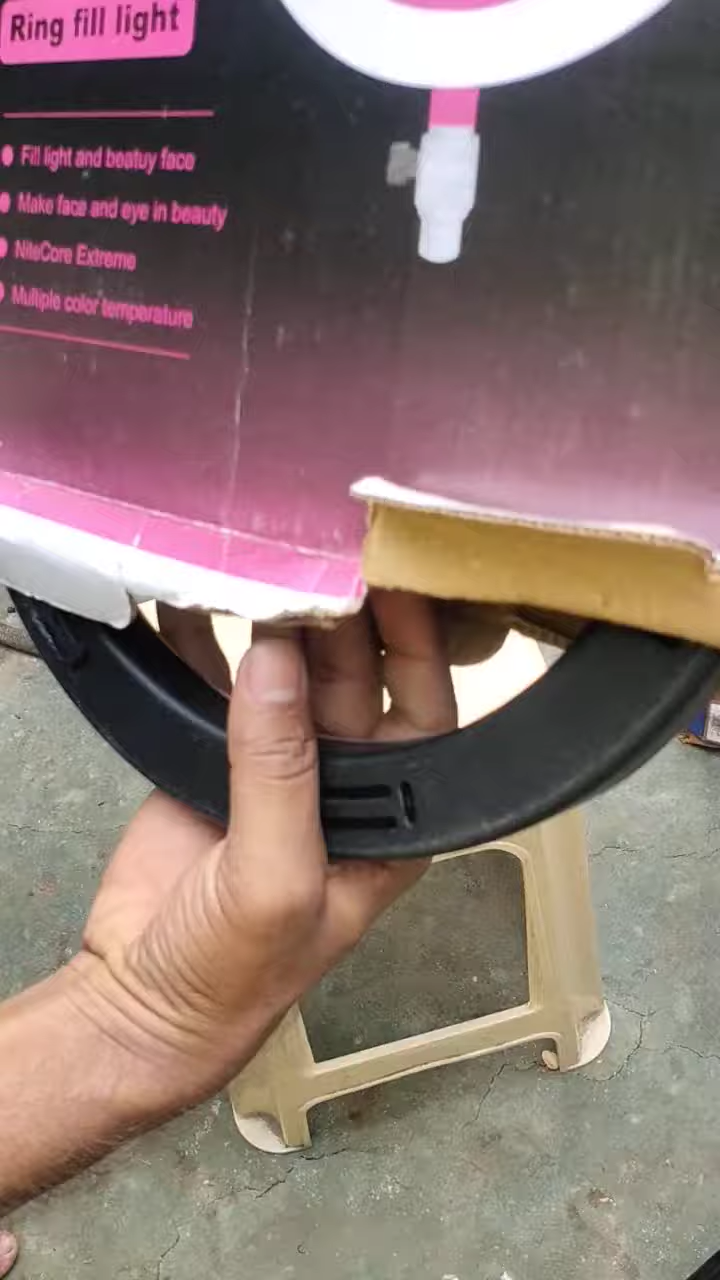 Ring fill light
Fill light and beatuy face
Make face and eye in beauty
NiteCore Extreme
Multiple color temperature